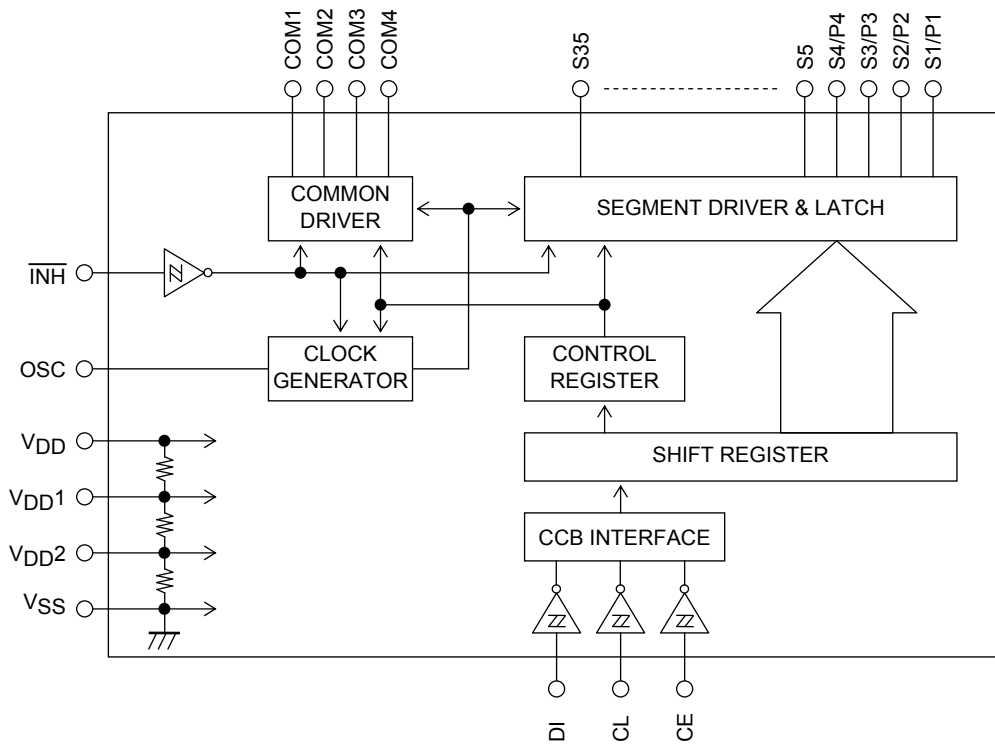 COM1
COM2
COM3
COM4
S35
S5
S4/P4
S3/P3
S2/P2
S1/P1
COMMON
DRIVER
SEGMENT DRIVER & LATCH
INH
OSC
CLOCK
GENERATOR
CONTROL
REGISTER
VDD
SHIFT REGISTER
VDD1
CCB INTERFACE
VDD2
VSS
DI
CL
CE